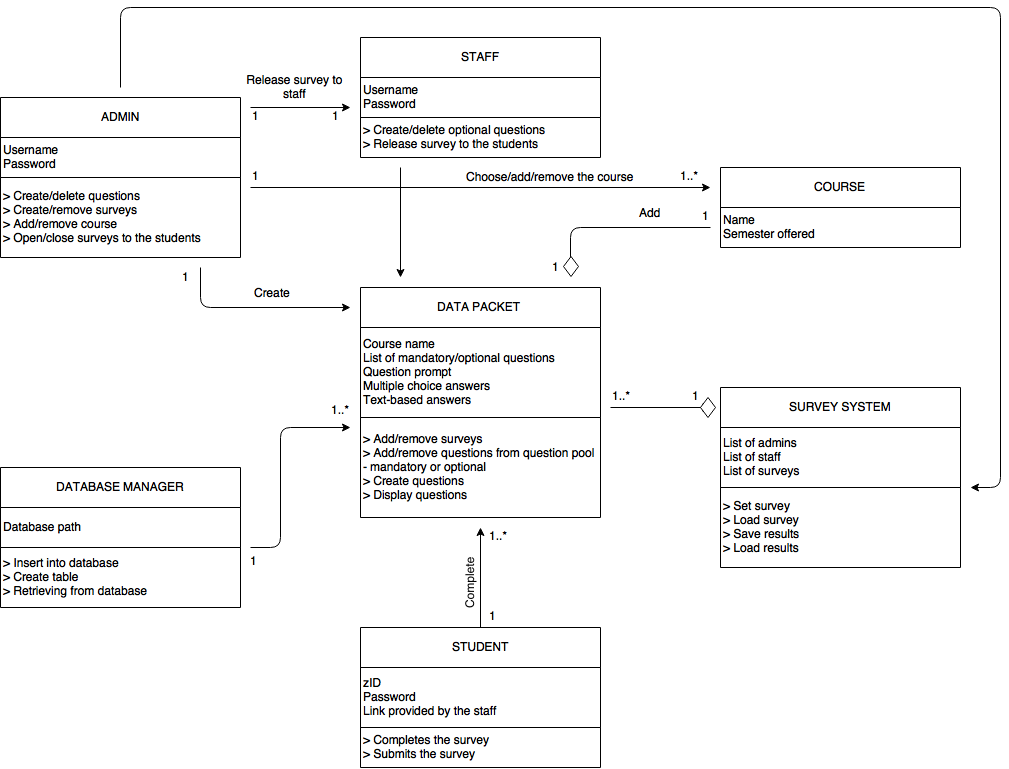 STAFF
Username
Password
> Create/delete optional questions
> Release survey to the students
Release survey to
staff
1
1
ADMIN
Username
Password
> Create/delete questions
> Create/remove surveys
> Add/remove course
> Open/close surveys to the students
1
Choose/add/remove the course
1..*
COURSE
Name
Semester offered
Add
1
1
1
Create
DATA PACKET
Course name
List of mandatory/optional questions
Question prompt
Multiple choice answers
Text-based answers
> Add/remove surveys
> Add/remove questions from question pool
- mandatory or optional
> Create questions
> Display questions
1..*
1
SURVEY SYSTEM
List of admins
List of staff
List of surveys
> Set survey
> Load survey
> Save results
> Load results
1..*
DATABASE MANAGER
Database path
> Insert into database
> Create table
> Retrieving from database
1
1..*
Complete
1
STUDENT
zID
Password
Link provided by the staff
> Completes the survey
> Submits the survey